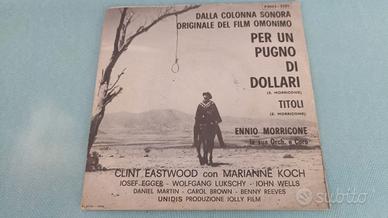 DALLA COLONNA SONORA
ORIGINALE DEL FILM OMONIMO
PER UN
PUGNO
DI
DOLLARI
(E. MORRICONE)
TITOLI
(E. MORRICONE)
ENNIO MORRICONE
la sua Orch. e Coro
CLINT EASTWOOD con MARIANNE KOCH
JOSEF EGGER - WOLFGANG LUKSCHY - JOHN WELLS
DANIEL MARTIN - CAROL BROWN - BENNY REEVES
UNIDIS PRODUZIONE JOLLY FILM
subito